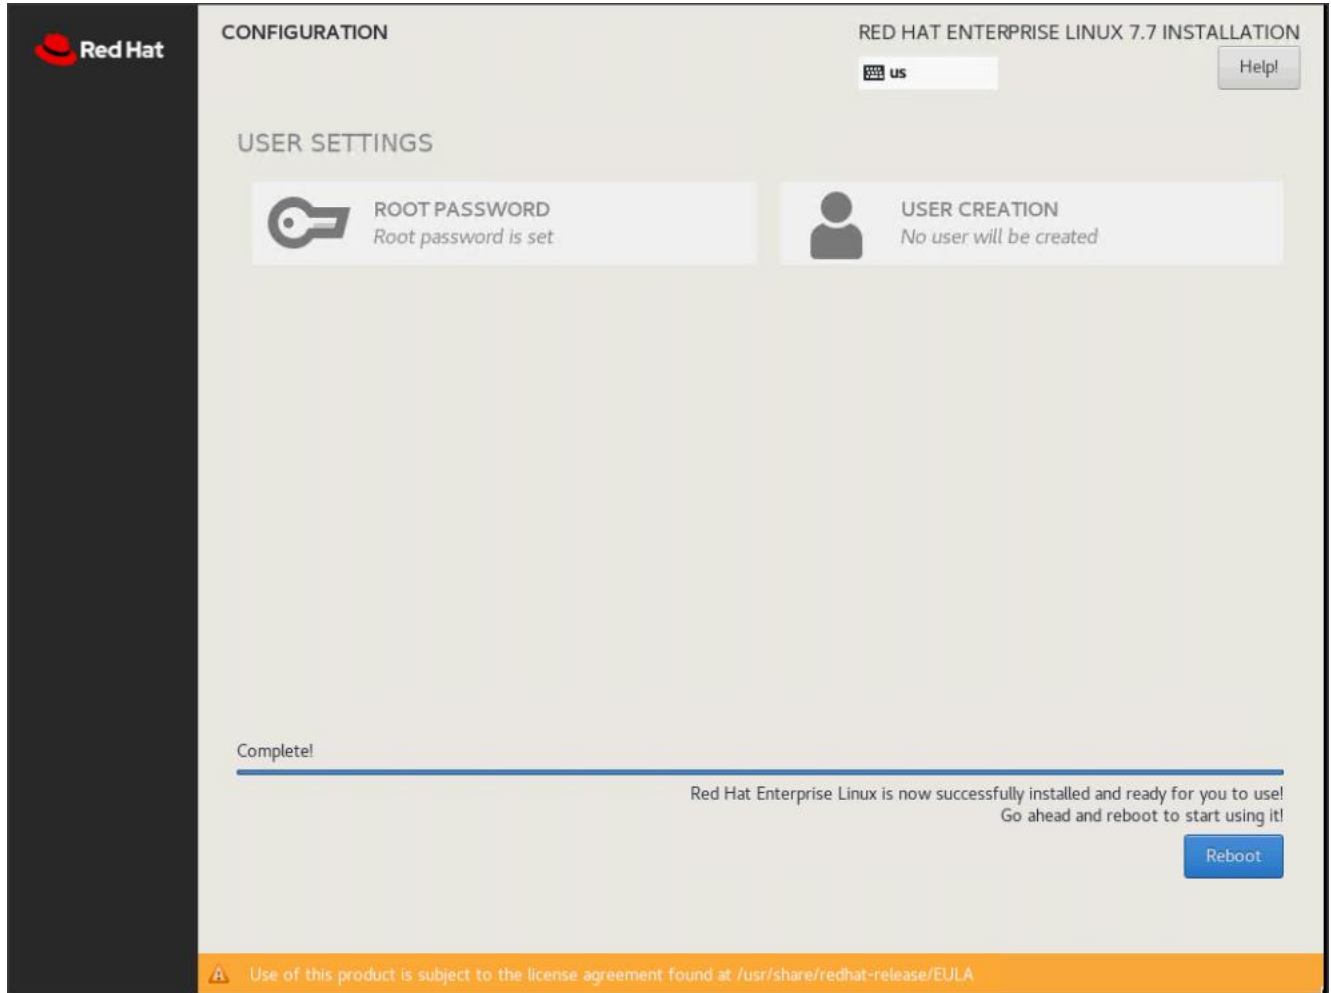 Red Hat
CONFIGURATION
RED HAT ENTERPRISE LINUX 7.7 INSTALLATION
us
Help!
USER SETTINGS
ROOT PASSWORD
Root password is set
USER CREATION
No user will be created
Complete!
Red Hat Enterprise Linux is now successfully installed and ready for you to use!
Go ahead and reboot to start using it!
Reboot
Use of this product is subject to the license agreement found at /usr/share/redhat-release/EULA